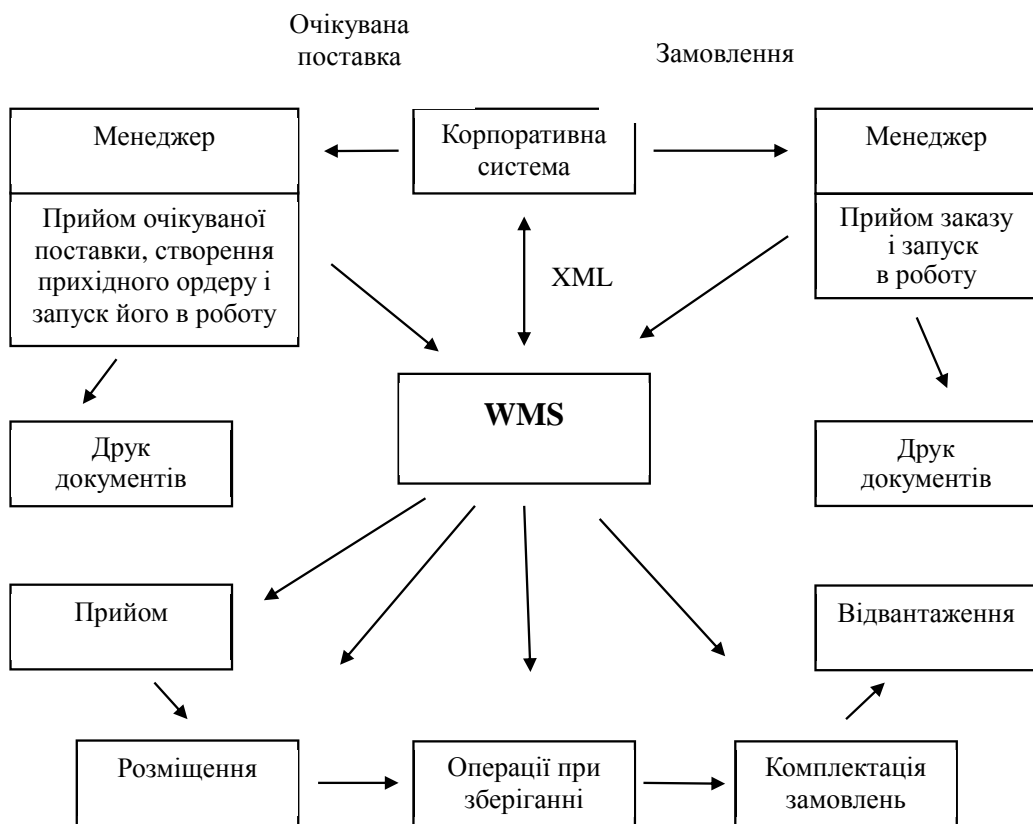 Очікувана
поставка
Замовлення
Менеджер
Корпоративна
система
Менеджер
Прийом очікуваної
поставки, створення
прихідного ордеру і
запуск його в роботу
XML
Прийом заказу
і запуск
в роботу
WMS
Друк
документів
Друк
документів
Прийом
Відвантаження
Розміщення
Операції при
зберіганні
Комплектація
замовлень